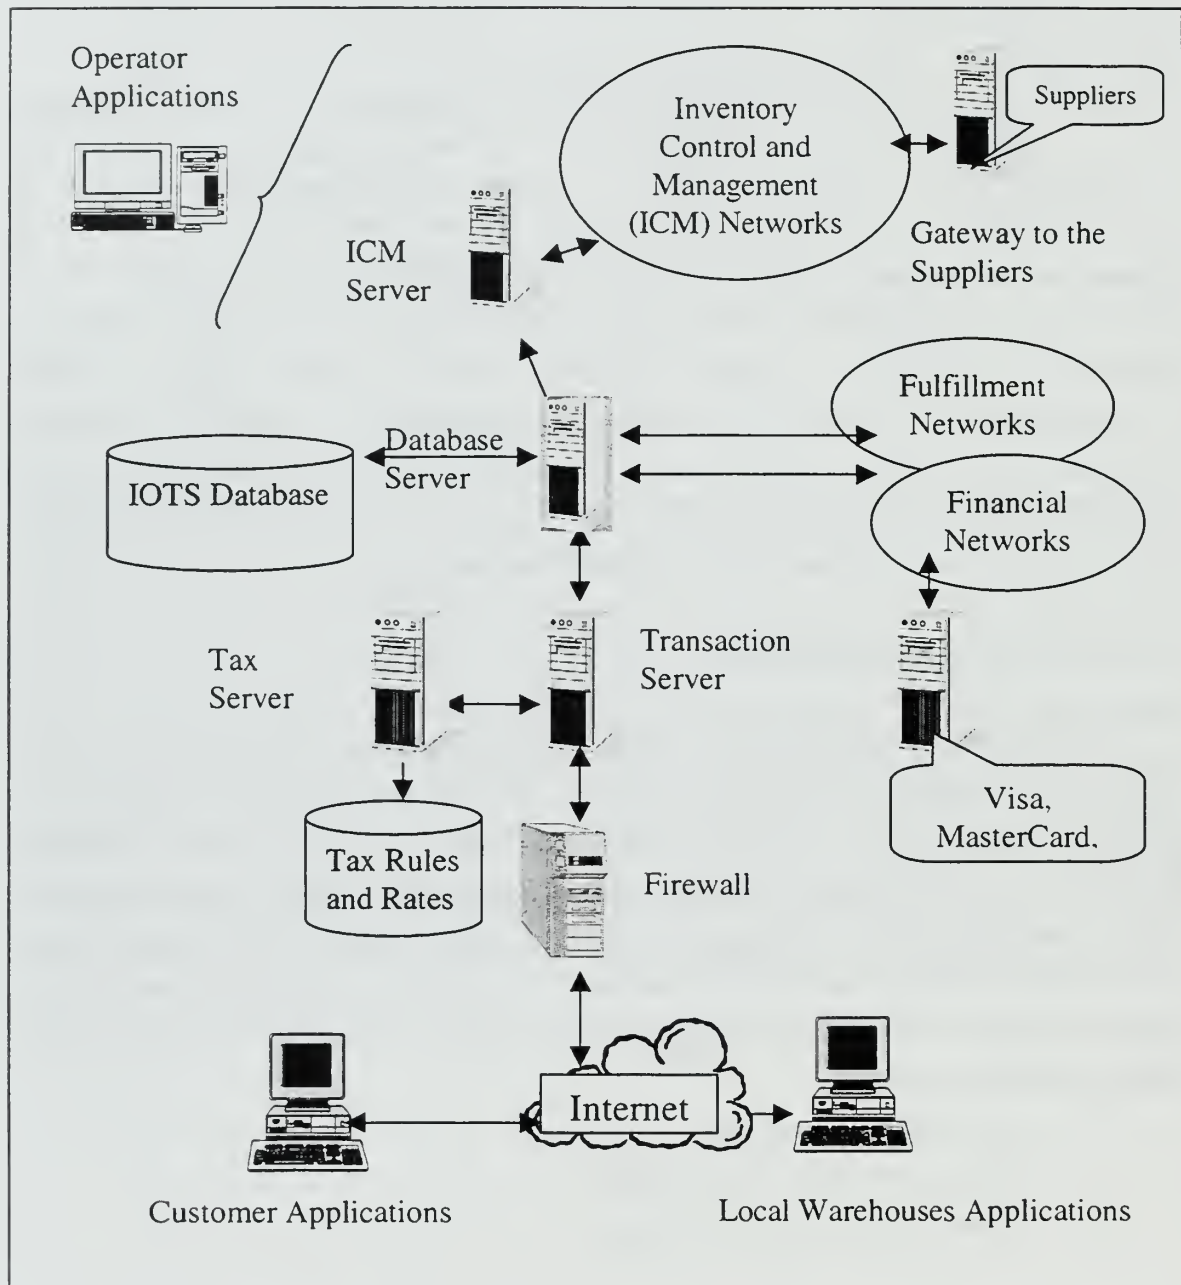 Operator
Applications
Inventory
Control and
Management
(ICM) Networks
Suppliers
Gateway to the
Suppliers
ICM
Server
Fulfillment
Networks
Database
Server
IOTS Database
Financial
Networks
Tax
Server
Transaction
Server
Visa,
MasterCard,
Tax Rules
and Rates
Firewall
Internet
Customer Applications
Local Warehouses Applications